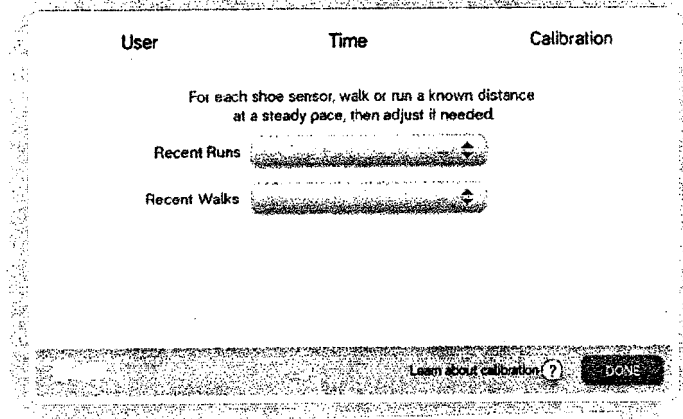 User Time Calibration
For each shoe sensor, walk or run a known distance
at a steady pace, then adjust if needed.
Recent Runs
Recent Walks
Learn about calibration ? DONE